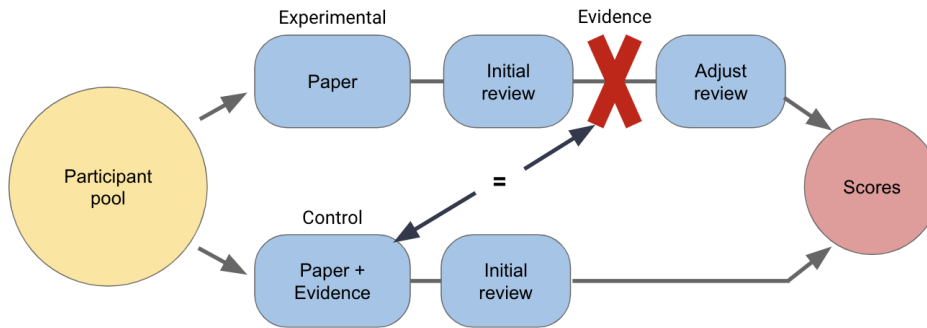 Experimental
Evidence
Paper
Initial
review
Adjust
review
Participant
pool
=
Scores
Control
Paper +
Evidence
Initial
review